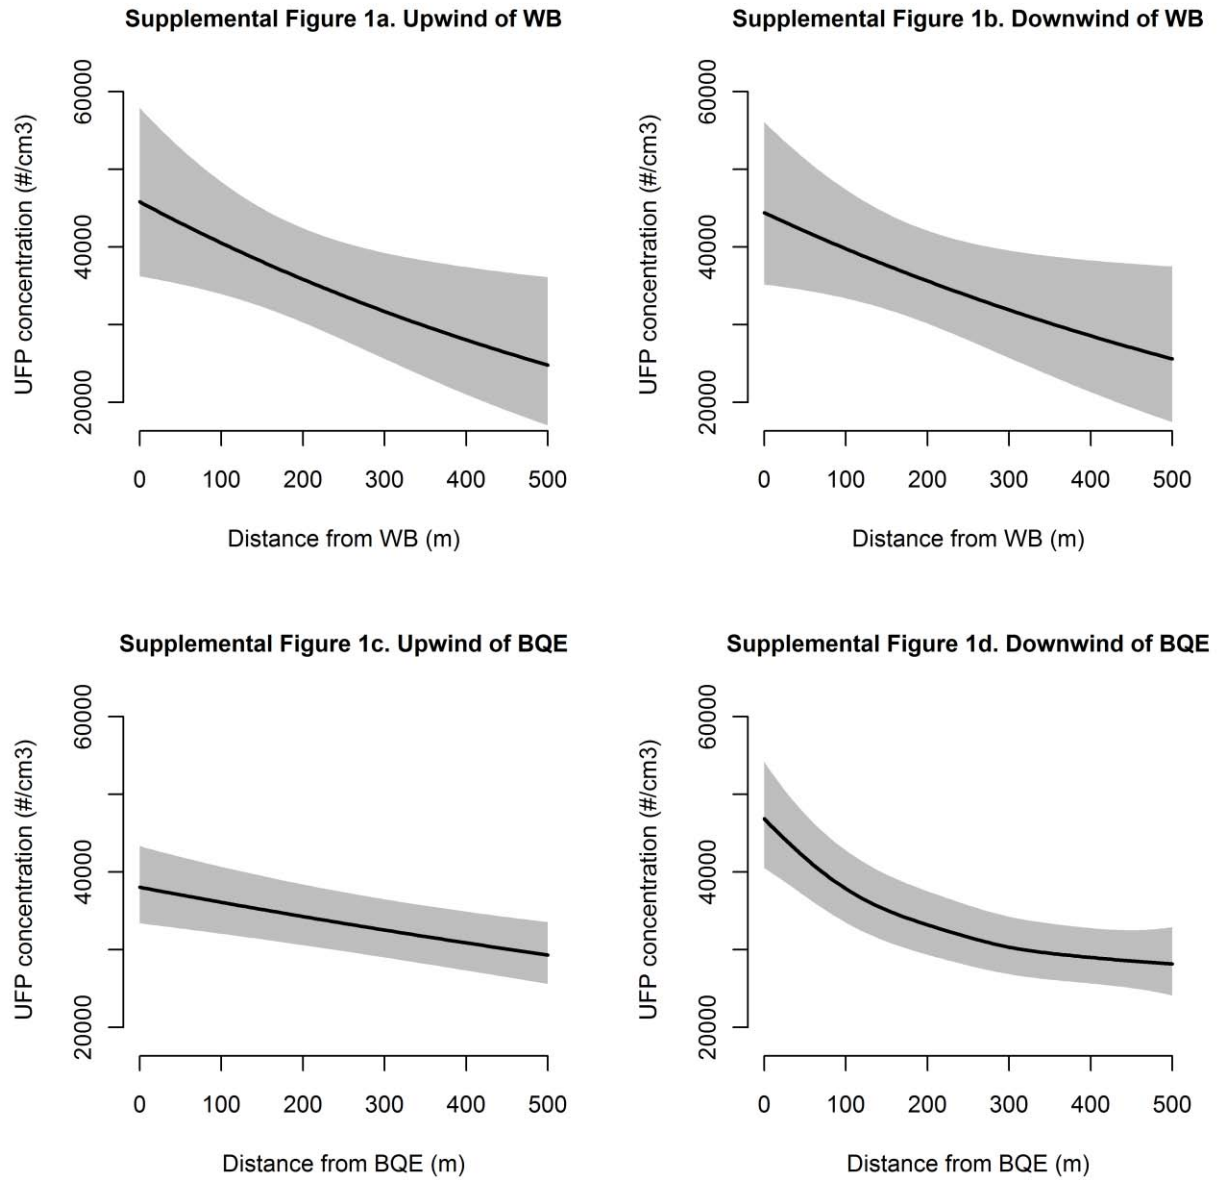 Supplemental Figure 1a. Upwind of WB
UFP concentration (#/cm3)
60000
40000
20000
0 100 200 300 400 500
Distance from WB (m)
Supplemental Figure 1b. Downwind of WB
UFP concentration (#/cm3)
60000
40000
20000
0 100 200 300 400 500
Distance from WB (m)
Supplemental Figure 1c. Upwind of BQE
UFP concentration (#/cm3)
60000
40000
20000
0 100 200 300 400 500
Distance from BQE (m)
Supplemental Figure 1d. Downwind of BQE
UFP concentration (#/cm3)
60000
40000
20000
0 100 200 300 400 500
Distance from BQE (m)